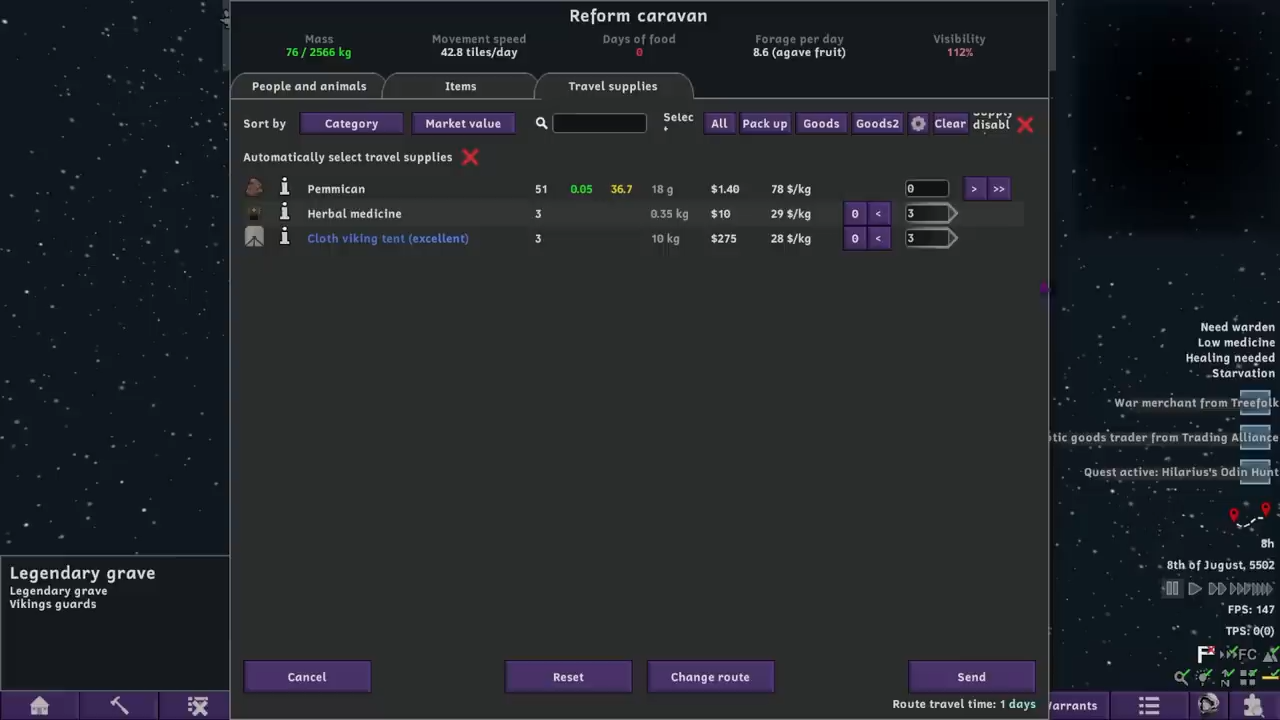 Reform caravan
Mass
76 / 2566 kg
Movement speed
42.8 tiles/day
Days of food
0
Forage per day
8.6 (agave fruit)
Visibility
112%
People and animals
Items
Travel supplies
Sort by
Category
Market value
Selec
All
Pack up
Goods
Goods2
Clear
disabl
Automatically select travel supplies
Pemmican 51 0.05 36.7 18 g $1.40 78 $/kg 0 > >>
Herbal medicine 3 0.35 kg $10 29 $/kg 0 < 3
Cloth viking tent (excellent) 3 10 kg $275 28 $/kg 0 < 3
Need warden
Low medicine
Healing needed
Starvation
War merchant from Treefolk
tic goods trader from Trading Alliance
Quest active: Hilarius's Odin Hunt
8h
8th of Jugust, 5502
FPS: 147
TPS: 0(0)
FC
Legendary grave
Legendary grave
Vikings guards
Cancel
Reset
Change route
Send
Route travel time: 1 days
arrants